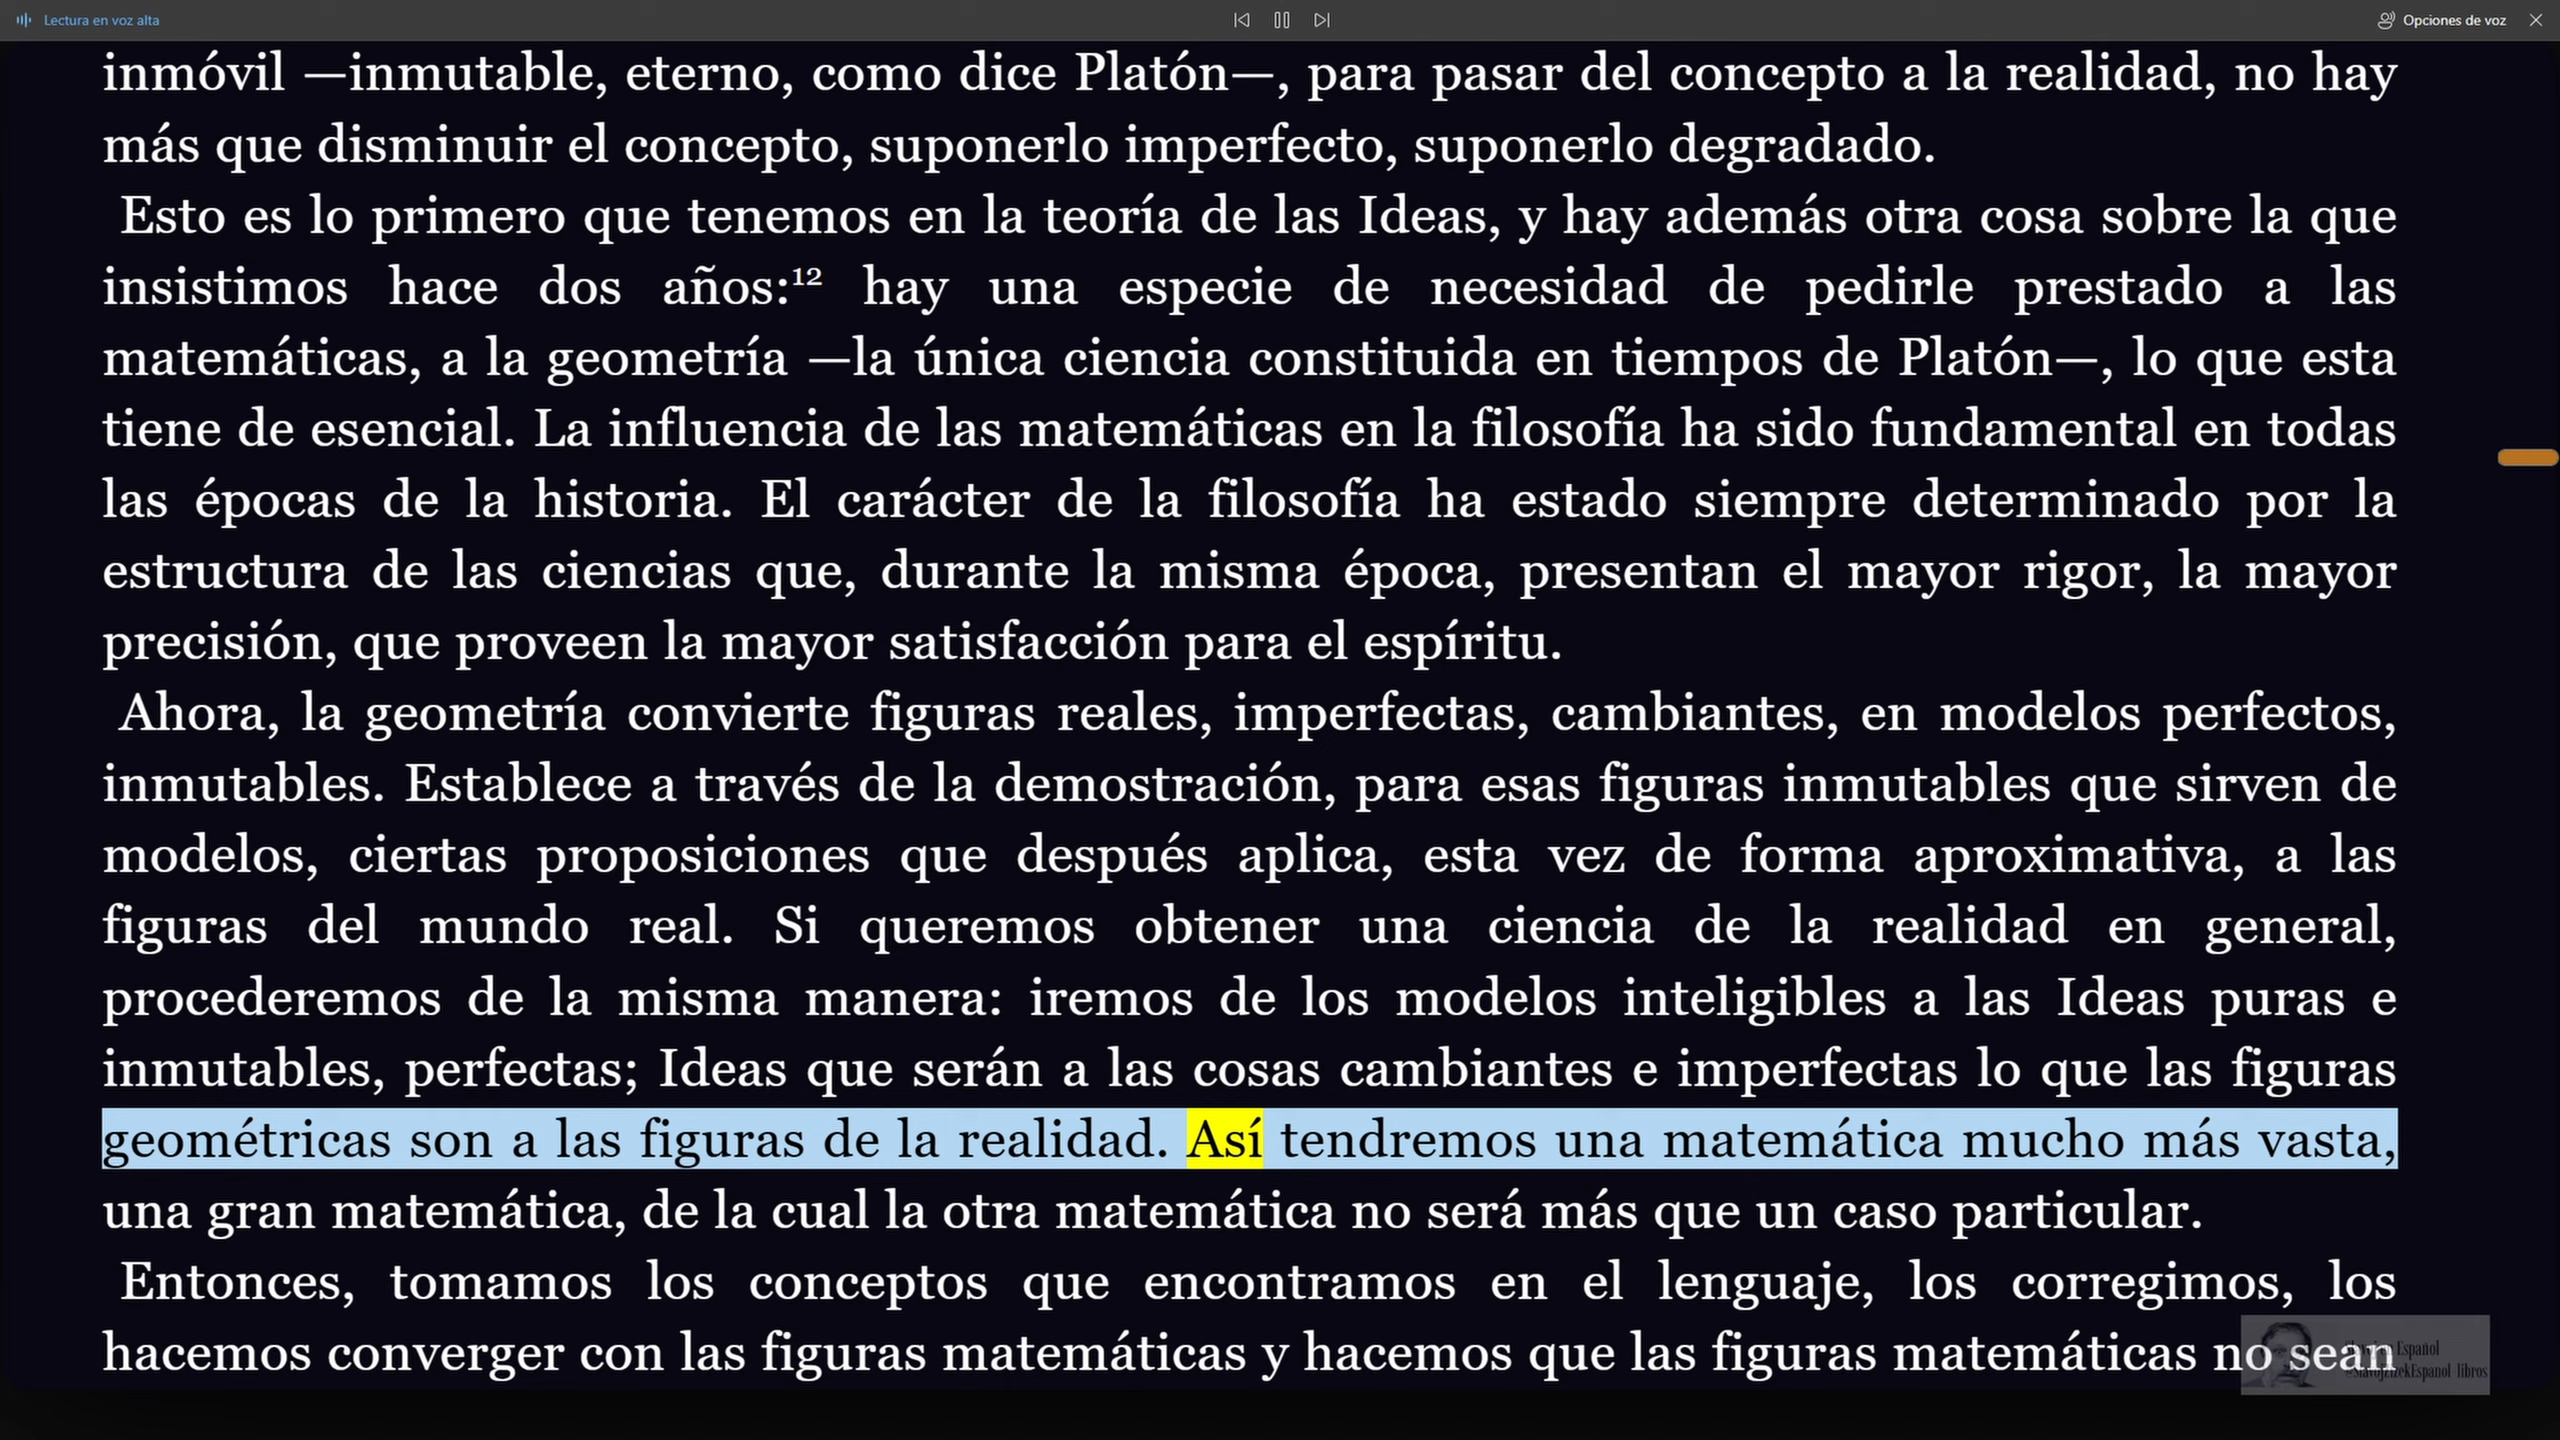 Lectura en voz alta
Opciones de voz
inmóvil —inmutable, eterno, como dice Platón—, para pasar del concepto a la realidad, no hay
más que disminuir el concepto, suponerlo imperfecto, suponerlo degradado.
Esto es lo primero que tenemos en la teoría de las Ideas, y hay además otra cosa sobre la que
insistimos hace dos años:¹² hay una especie de necesidad de pedirle prestado a las
matemáticas, a la geometría —la única ciencia constituida en tiempos de Platón—, lo que esta
tiene de esencial. La influencia de las matemáticas en la filosofía ha sido fundamental en todas
las épocas de la historia. El carácter de la filosofía ha estado siempre determinado por la
estructura de las ciencias que, durante la misma época, presentan el mayor rigor, la mayor
precisión, que proveen la mayor satisfacción para el espíritu.
Ahora, la geometría convierte figuras reales, imperfectas, cambiantes, en modelos perfectos,
inmutables. Establece a través de la demostración, para esas figuras inmutables que sirven de
modelos, ciertas proposiciones que después aplica, esta vez de forma aproximativa, a las
figuras del mundo real. Si queremos obtener una ciencia de la realidad en general,
procederemos de la misma manera: iremos de los modelos inteligibles a las Ideas puras e
inmutables, perfectas; Ideas que serán a las cosas cambiantes e imperfectas lo que las figuras
geométricas son a las figuras de la realidad. Así tendremos una matemática mucho más vasta,
una gran matemática, de la cual la otra matemática no será más que un caso particular.
Entonces, tomamos los conceptos que encontramos en el lenguaje, los corregimos, los
hacemos converger con las figuras matemáticas y hacemos que las figuras matemáticas no sean
Español